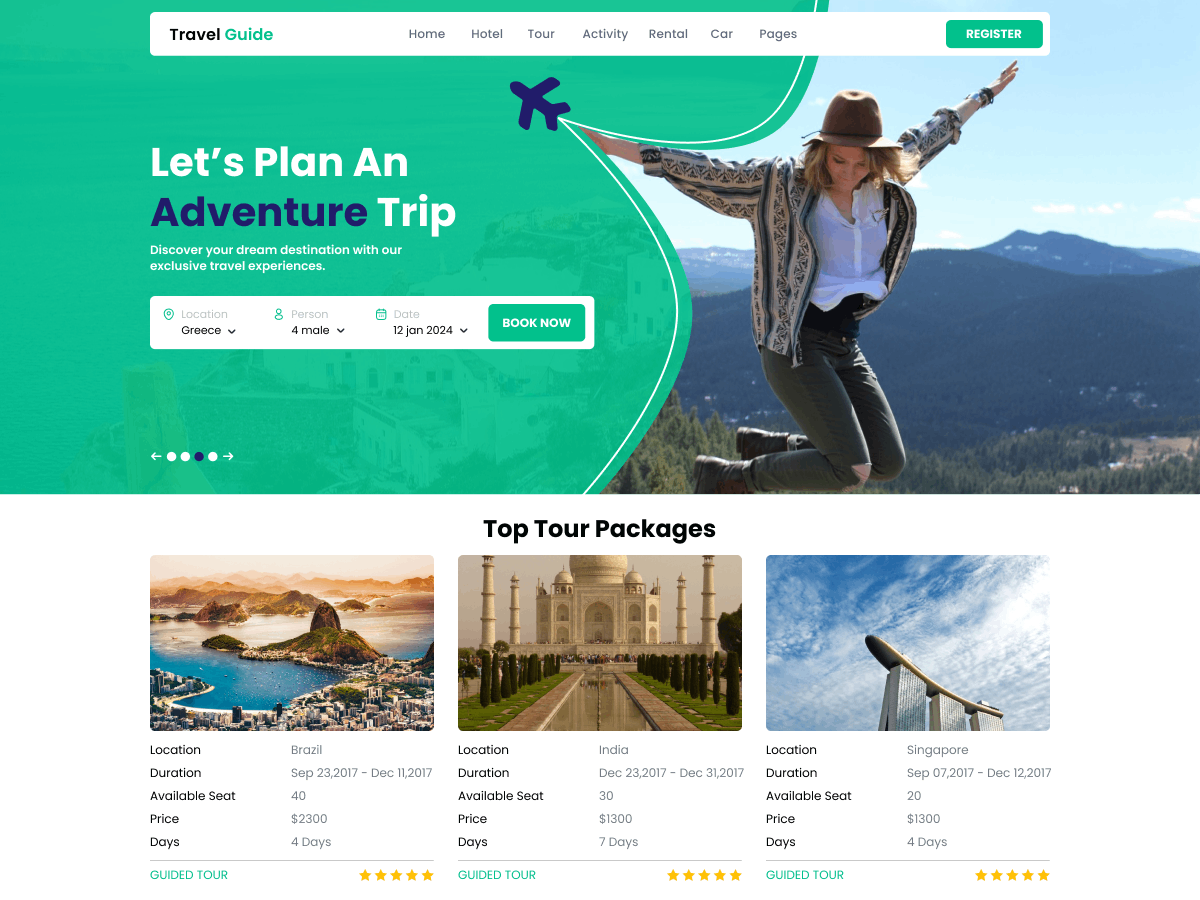 Travel Guide
Home Hotel Tour Activity Rental Car Pages
REGISTER
Let’s Plan An
Adventure Trip
Discover your dream destination with our
exclusive travel experiences.
Location Person Date
Greece 4 male 12 jan 2024
BOOK NOW
Top Tour Packages
Location Brazil
Duration Sep 23,2017 - Dec 11,2017
Available Seat 40
Price $2300
Days 4 Days
GUIDED TOUR
Location India
Duration Dec 23,2017 - Dec 31,2017
Available Seat 30
Price $1300
Days 7 Days
GUIDED TOUR
Location Singapore
Duration Sep 07,2017 - Dec 12,2017
Available Seat 20
Price $1300
Days 4 Days
GUIDED TOUR